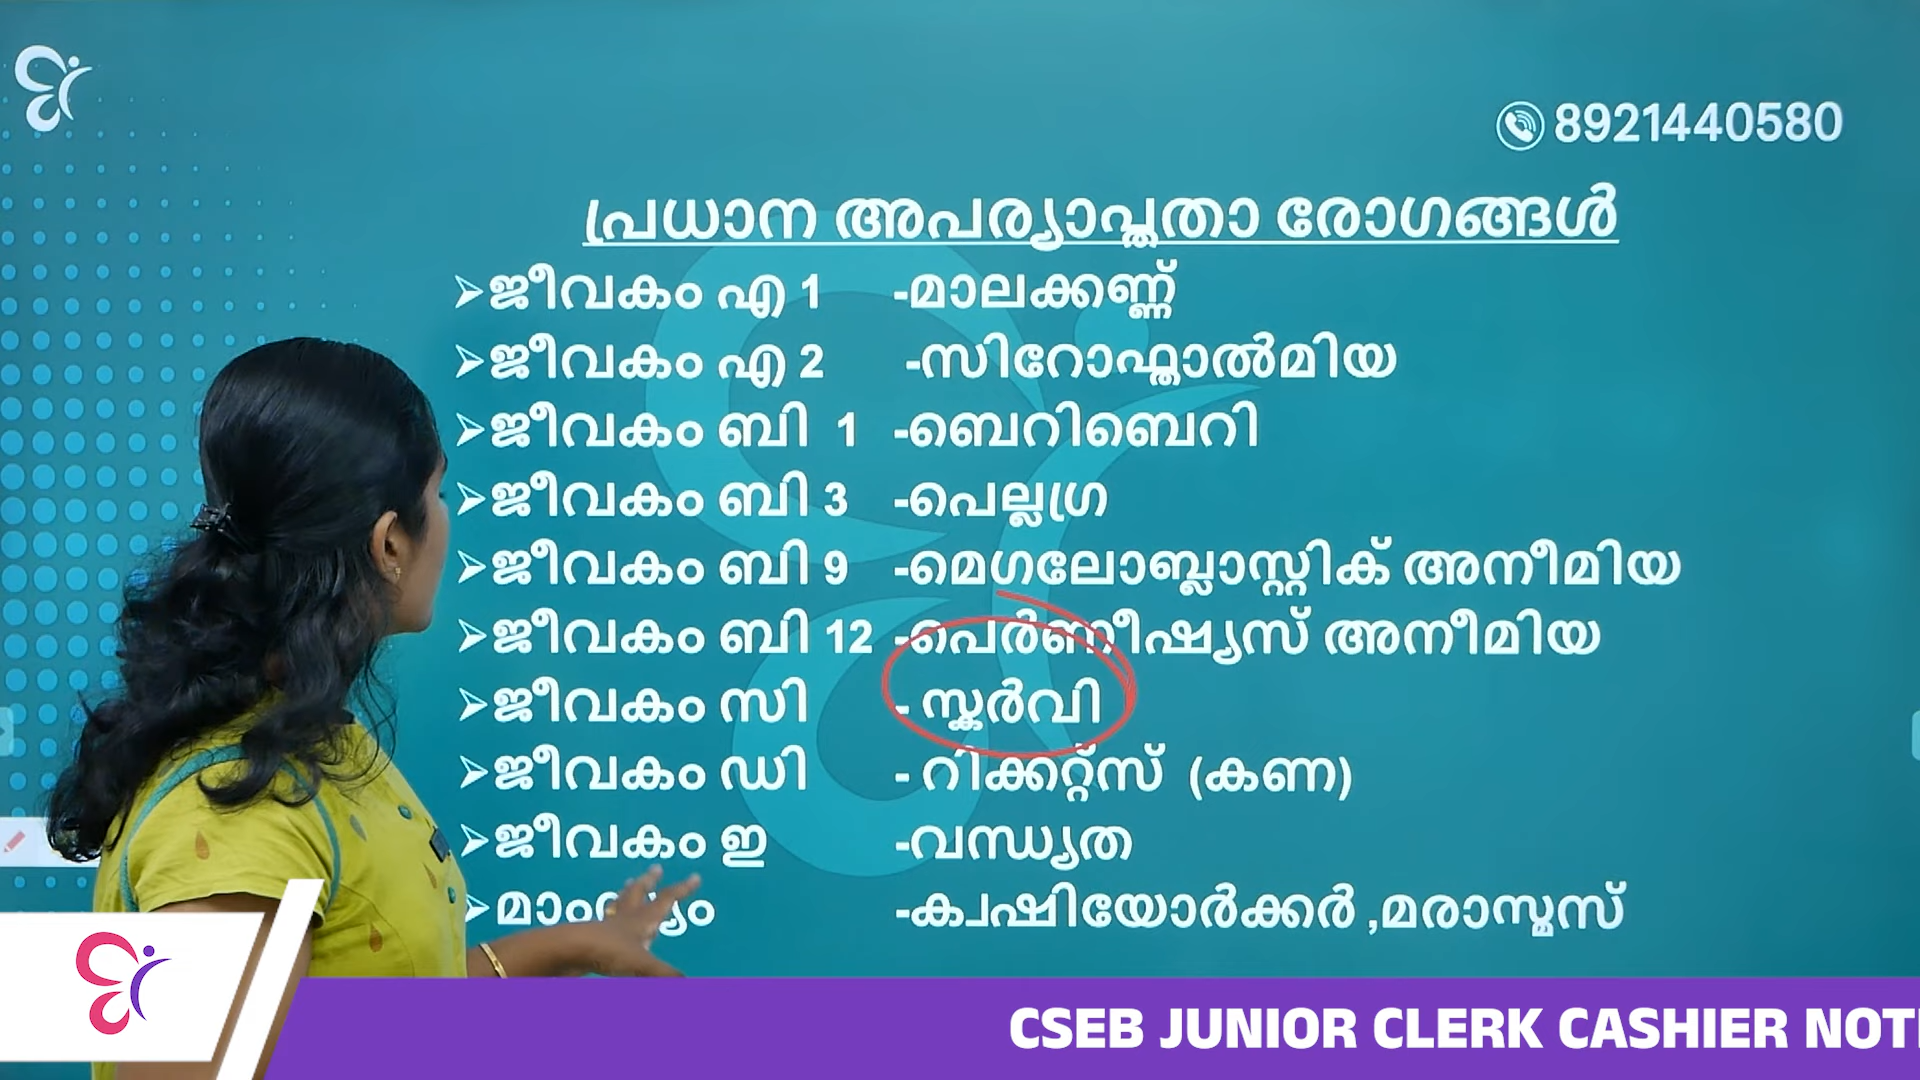 8921440580
പ്രധാന അപര്യാപ്തതാ രോഗങ്ങൾ
➢ജീവകം എ 1 -മാലക്കണ്ണ്
➢ജീവകം എ 2 -സിറോഫ്താൽമിയ
➢ജീവകം ബി 1 -ബെറിബെറി
➢ജീവകം ബി 3 -പെല്ലഗ്ര
➢ജീവകം ബി 9 -മെഗലോബ്ലാസ്റ്റിക് അനീമിയ
➢ജീവകം ബി 12 -പെർണീഷ്യസ് അനീമിയ
➢ജീവകം സി - സ്കർവി
➢ജീവകം ഡി - റിക്കറ്റ്സ് (കണ)
➢ജീവകം ഇ -വന്ധ്യത
➢ -ക്വഷിയോർക്കർ ,മരാസ്മസ്
CSEB JUNIOR CLERK CASHIER